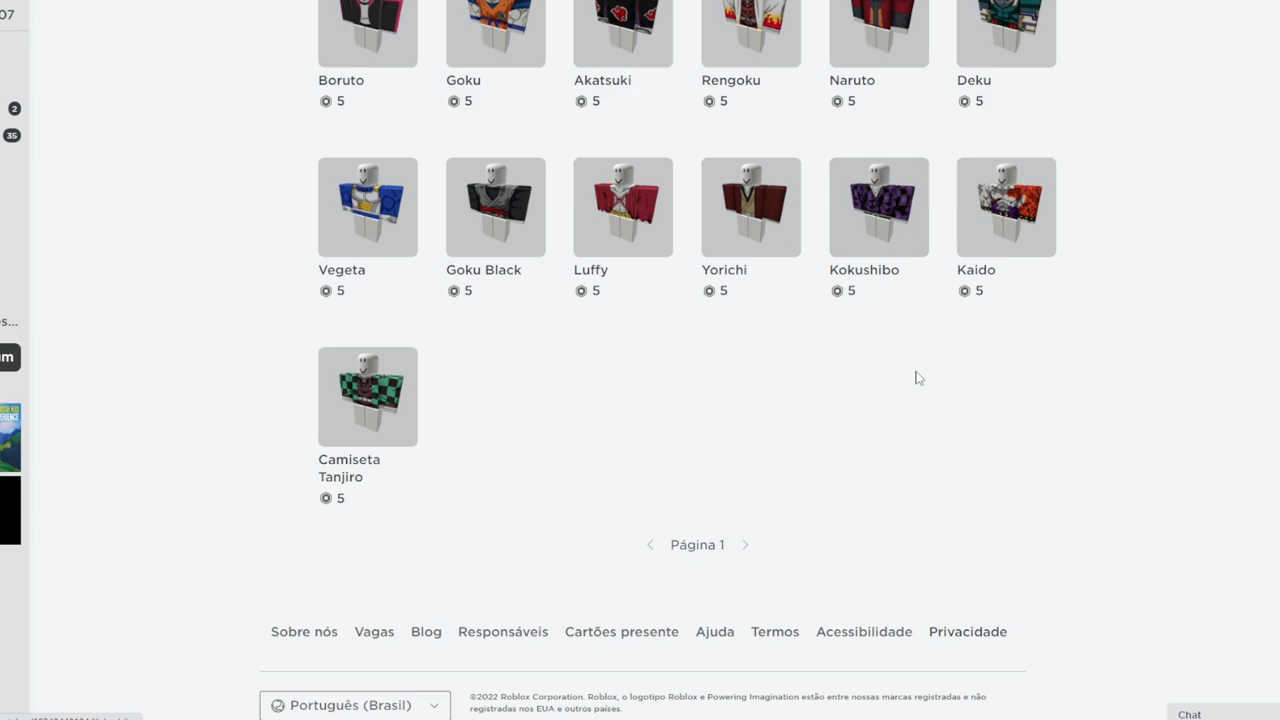 07
Boruto
Goku
Akatsuki
Rengoku
Naruto
Deku
5
5
5
5
5
5
2
35
Vegeta
Goku Black
Luffy
Yorichi
Kokushibo
Kaido
5
5
5
5
5
5
s...
um
Camiseta
Tanjiro
5
Página 1
Sobre nós Vagas Blog Responsáveis Cartões presente Ajuda Termos Acessibilidade Privacidade
Português (Brasil)
©2022 Roblox Corporation. Roblox, o logotipo Roblox e Powering Imagination estão entre nossas marcas registradas e não
registradas nos EUA e outros países.
Chat